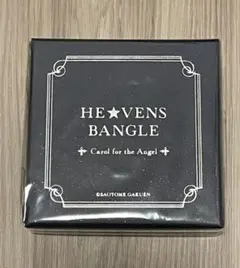 HE★VENS
BANGLE
Carol for the Angel
©SAOTOME GAKUEN